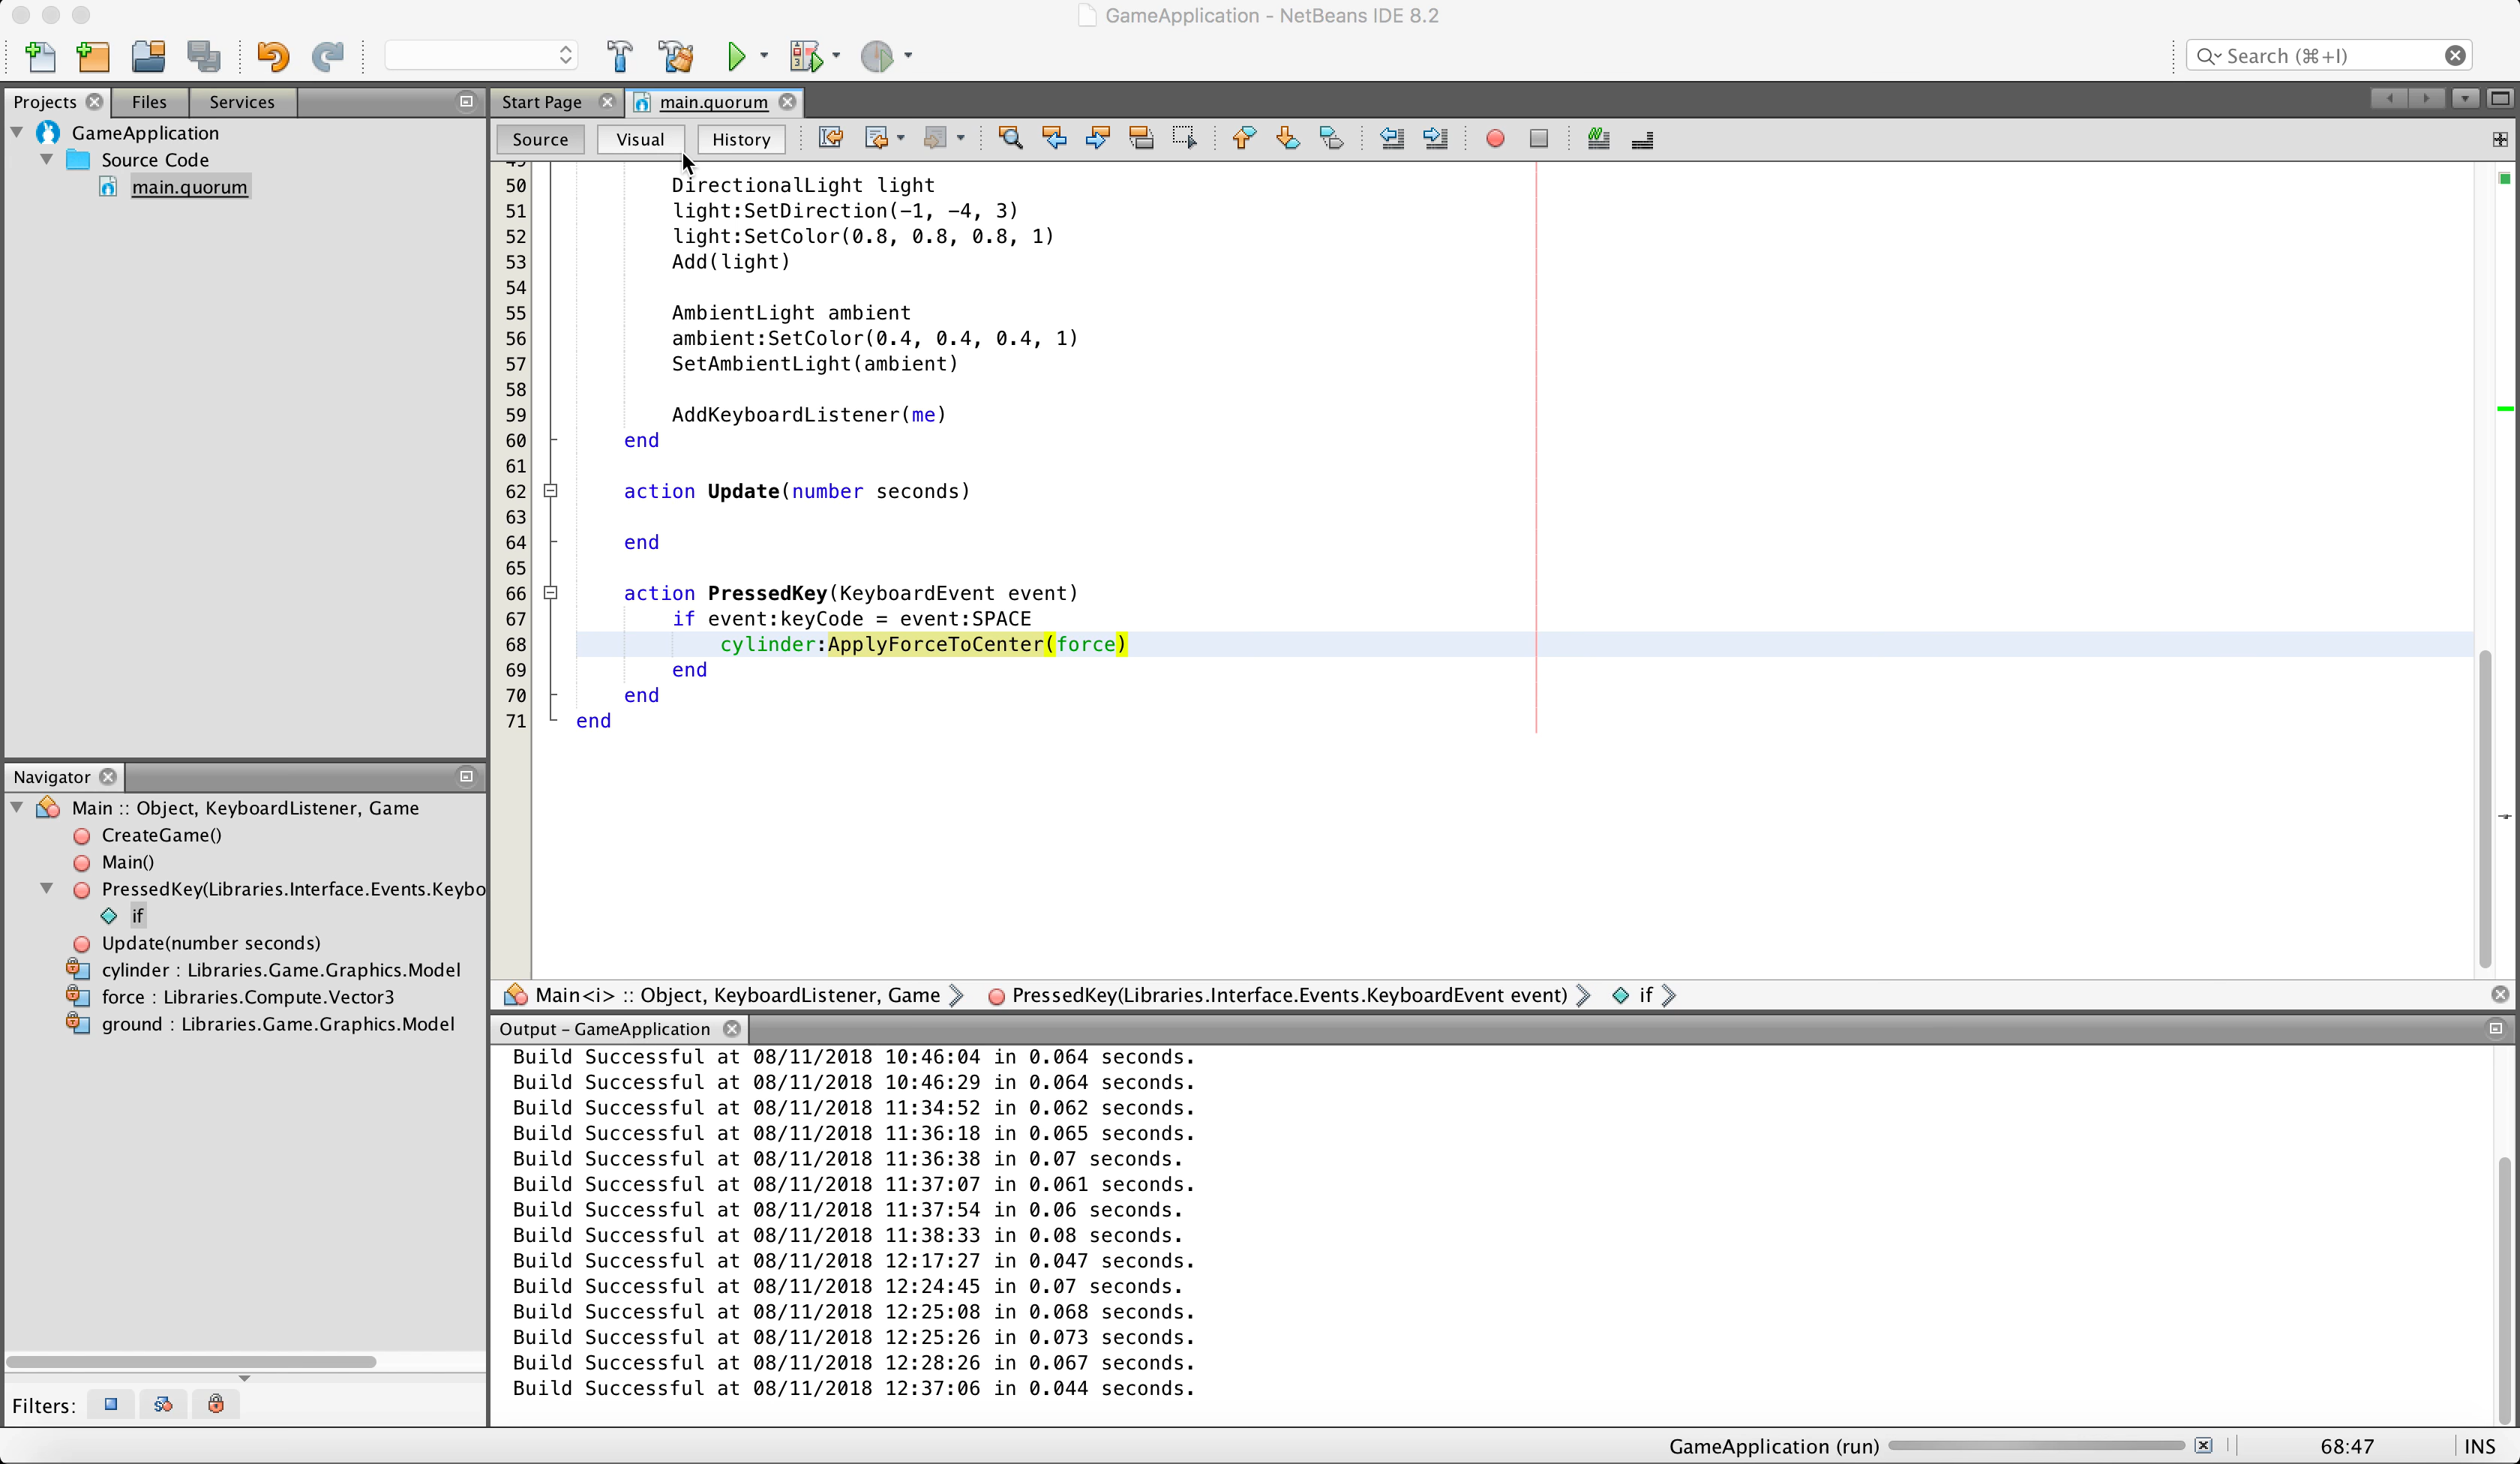 GameApplication - NetBeans IDE 8.2
Search (⌘+I)
Projects
Files
Services
GameApplication
Source Code
main.quorum
Start Page
main.quorum
Source
Visual
History
50 DirectionalLight light
51 light:SetDirection(-1, -4, 3)
52 light:SetColor(0.8, 0.8, 0.8, 1)
53 Add(light)
54
55 AmbientLight ambient
56 ambient:SetColor(0.4, 0.4, 0.4, 1)
57 SetAmbientLight(ambient)
58
59 AddKeyboardListener(me)
60 end
61
62 action Update(number seconds)
63
64 end
65
66 action PressedKey(KeyboardEvent event)
67 if event:keyCode = event:SPACE
68 cylinder:ApplyForceToCenter(force)
69 end
70 end
71 end
Navigator
Main :: Object, KeyboardListener, Game
CreateGame()
Main()
PressedKey(Libraries.Interface.Events.Keybo
if
Update(number seconds)
cylinder : Libraries.Game.Graphics.Model
force : Libraries.Compute.Vector3
ground : Libraries.Game.Graphics.Model
Filters:
Main<i> :: Object, KeyboardListener, Game
PressedKey(Libraries.Interface.Events.KeyboardEvent event)
if
Output – GameApplication
Build Successful at 08/11/2018 10:46:04 in 0.064 seconds.
Build Successful at 08/11/2018 10:46:29 in 0.064 seconds.
Build Successful at 08/11/2018 11:34:52 in 0.062 seconds.
Build Successful at 08/11/2018 11:36:18 in 0.065 seconds.
Build Successful at 08/11/2018 11:36:38 in 0.07 seconds.
Build Successful at 08/11/2018 11:37:07 in 0.061 seconds.
Build Successful at 08/11/2018 11:37:54 in 0.06 seconds.
Build Successful at 08/11/2018 11:38:33 in 0.08 seconds.
Build Successful at 08/11/2018 12:17:27 in 0.047 seconds.
Build Successful at 08/11/2018 12:24:45 in 0.07 seconds.
Build Successful at 08/11/2018 12:25:08 in 0.068 seconds.
Build Successful at 08/11/2018 12:25:26 in 0.073 seconds.
Build Successful at 08/11/2018 12:28:26 in 0.067 seconds.
Build Successful at 08/11/2018 12:37:06 in 0.044 seconds.
GameApplication (run)
68:47
INS